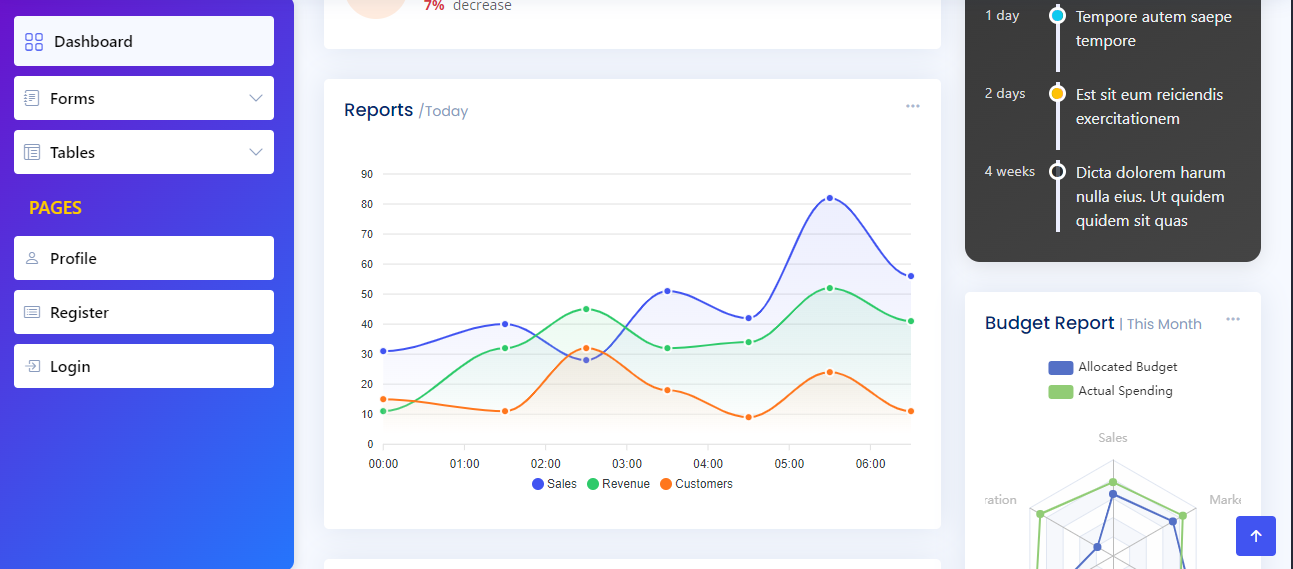 Dashboard
Forms
Tables
PAGES
Profile
Register
Login
7% decrease
Reports /Today
90
80
70
60
50
40
30
20
10
0
00:00 01:00 02:00 03:00 04:00 05:00 06:00
Sales Revenue Customers
1 day Tempore autem saepe
tempore
2 days Est sit eum reiciendis
exercitationem
4 weeks Dicta dolorem harum
nulla eius. Ut quidem
quidem sit quas
Budget Report | This Month
Allocated Budget
Actual Spending
Sales
ration